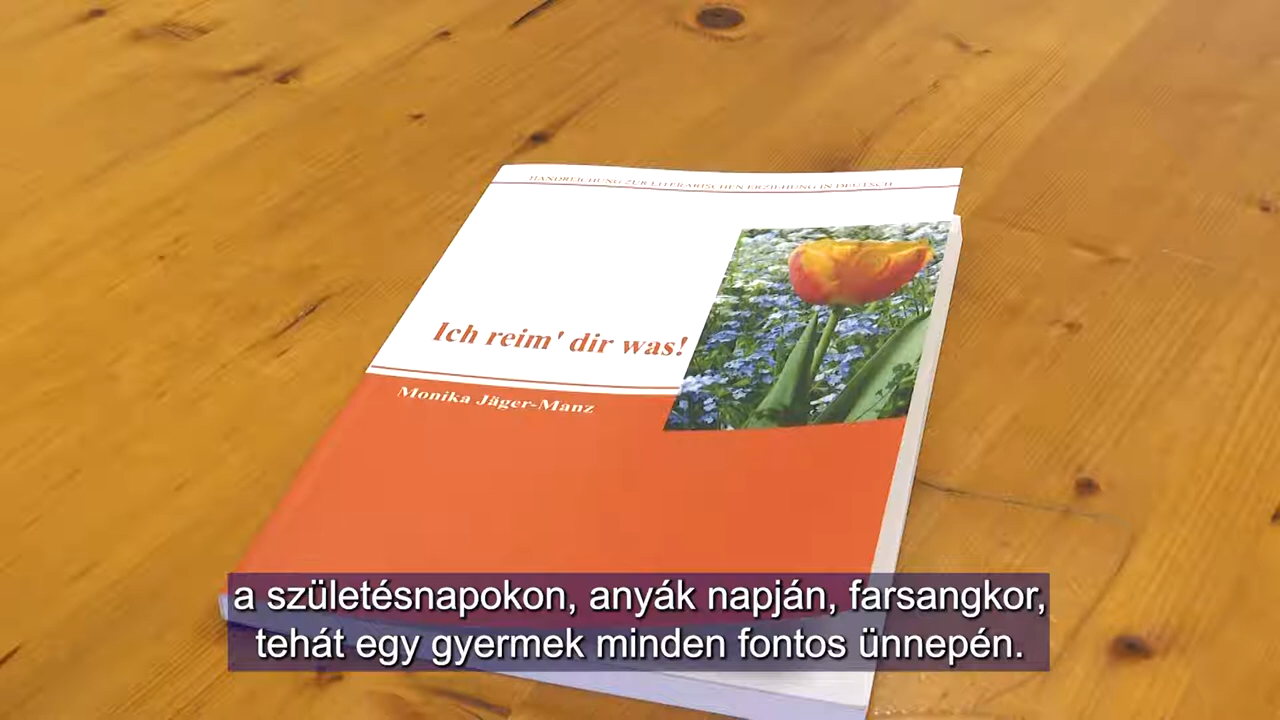 HANDREICHUNG ZUR LITERARISCHEN ERZIEHUNG IN DEUTSCH
Ich reim' dir was!
Monika Jäger-Manz
a születésnapokon, anyák napján, farsangkor,
tehát egy gyermek minden fontos ünnepén.